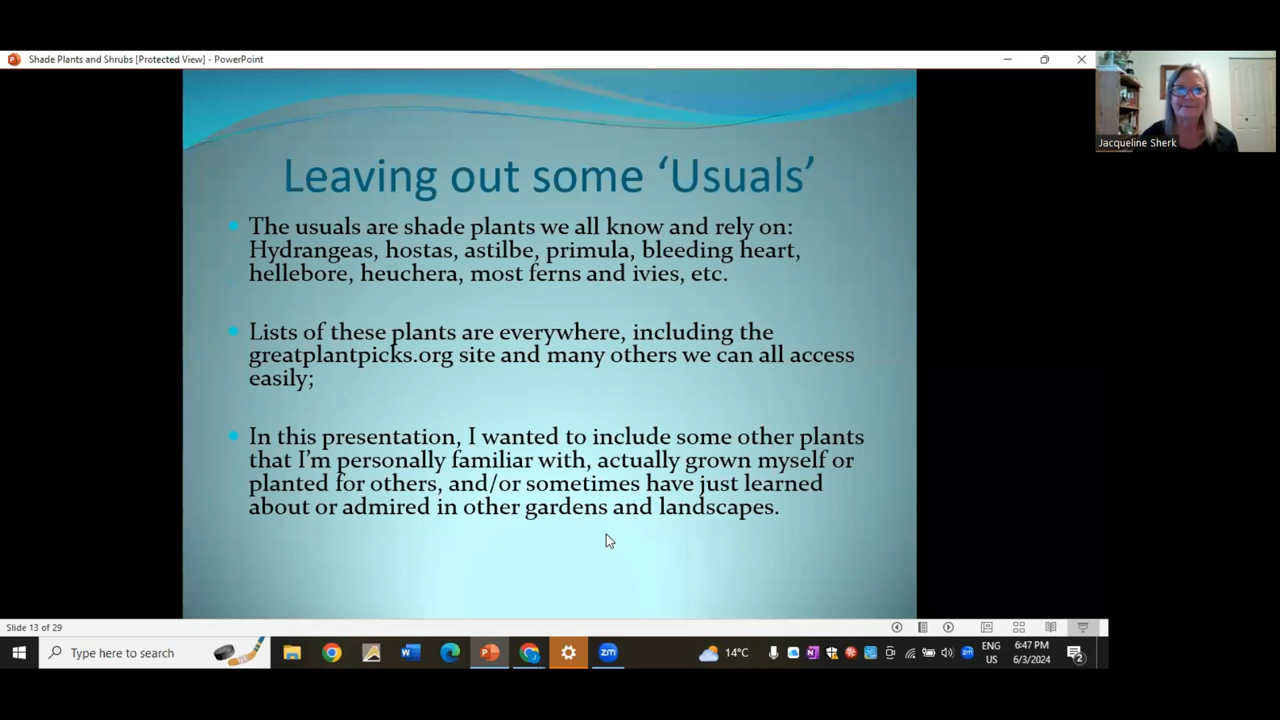 Shade Plants and Shrubs [Protected View] - PowerPoint
Jacqueline Sherk
Leaving out some ‘Usuals’
The usuals are shade plants we all know and rely on:
Hydrangeas, hostas, astilbe, primula, bleeding heart,
hellebore, heuchera, most ferns and ivies, etc.
Lists of these plants are everywhere, including the
greatplantpicks.org site and many others we can all access
easily;
In this presentation, I wanted to include some other plants
that I’m personally familiar with, actually grown myself or
planted for others, and/or sometimes have just learned
about or admired in other gardens and landscapes.
Slide 13 of 29
Type here to search
zm
14°C
ENG
US
6:47 PM
6/3/2024
2